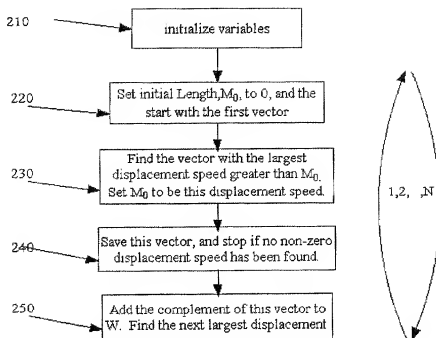 210
initialize variables
220
Set initial Length,M0, to 0, and the
start with the first vector
230
Find the vector with the largest
displacement speed greater than M0.
Set M0 to be this displacement speed.
1,2, ,N
240
Save this vector, and stop if no non-zero
displacement speed has been found.
250
Add the complement of this vector to
W. Find the next largest displacement